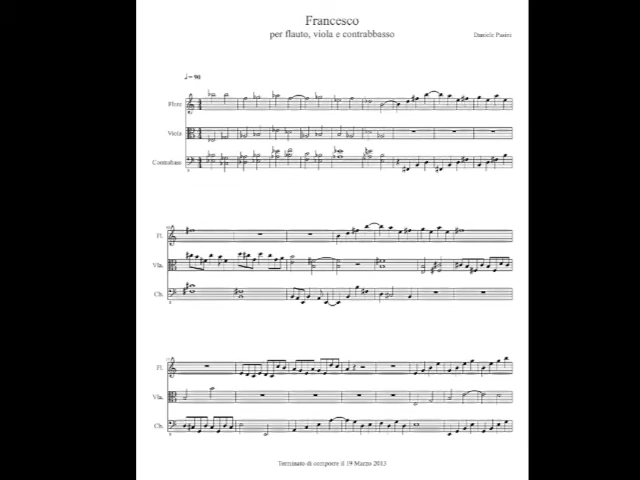 Francesco
per flauto, viola e contrabbasso
Daniele Pasini
♩ = 90
Flute
Viola
Contrabass
Fl.
Vla.
Cb.
Fl.
Vla.
Cb.
Terminato di comporre il 19 Marzo 2013